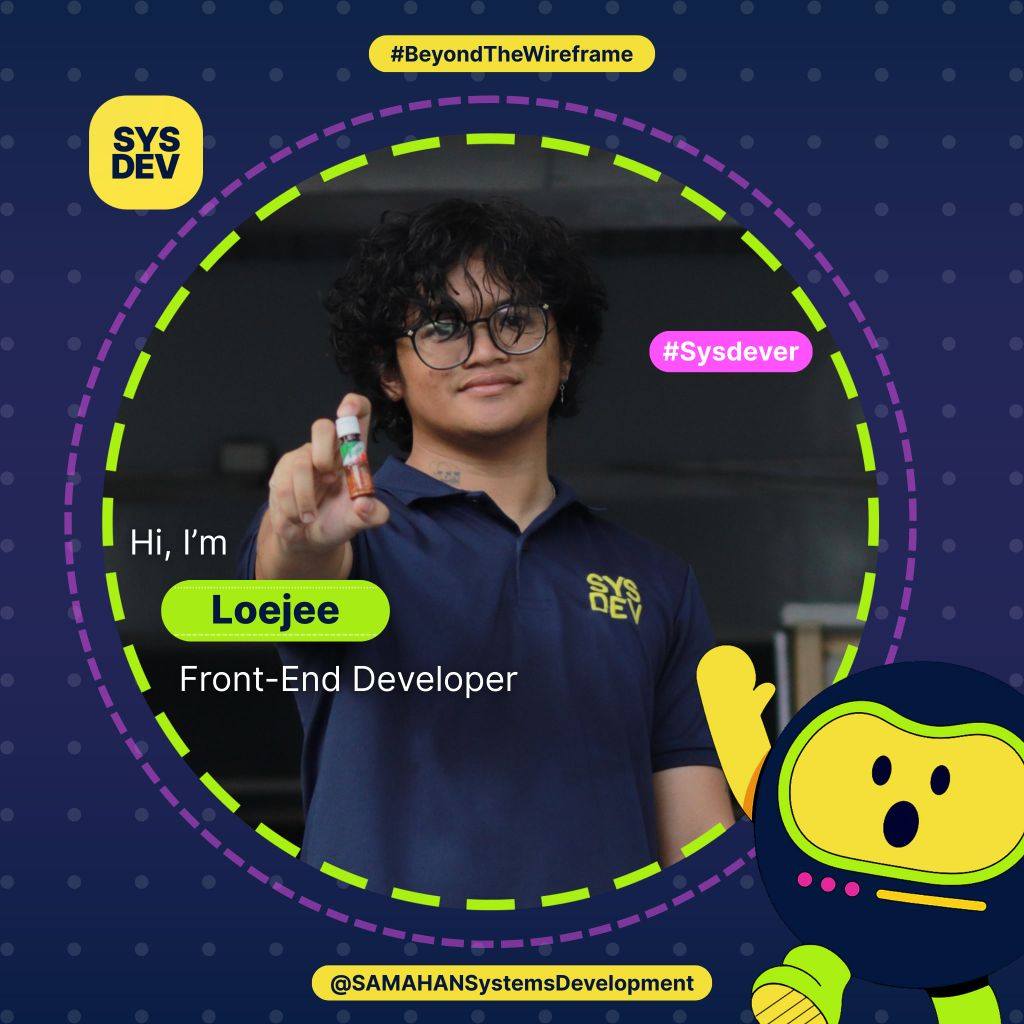 #BeyondTheWireframe
SYS
DEV
#Sysdever
Hi, I’m
Loejee
Front-End Developer
SYS
DEV
@SAMAHANSystemsDevelopment